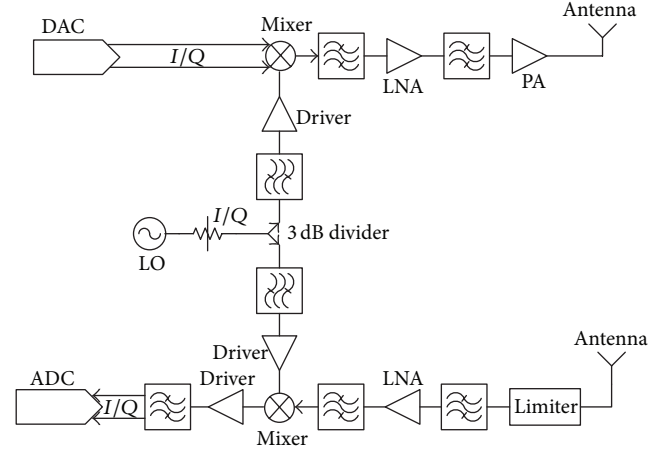 DAC
Mixer
Antenna
I/Q
LNA
PA
Driver
I/Q
3 dB divider
LO
Driver
Antenna
ADC
Driver
LNA
I/Q
Limiter
Mixer